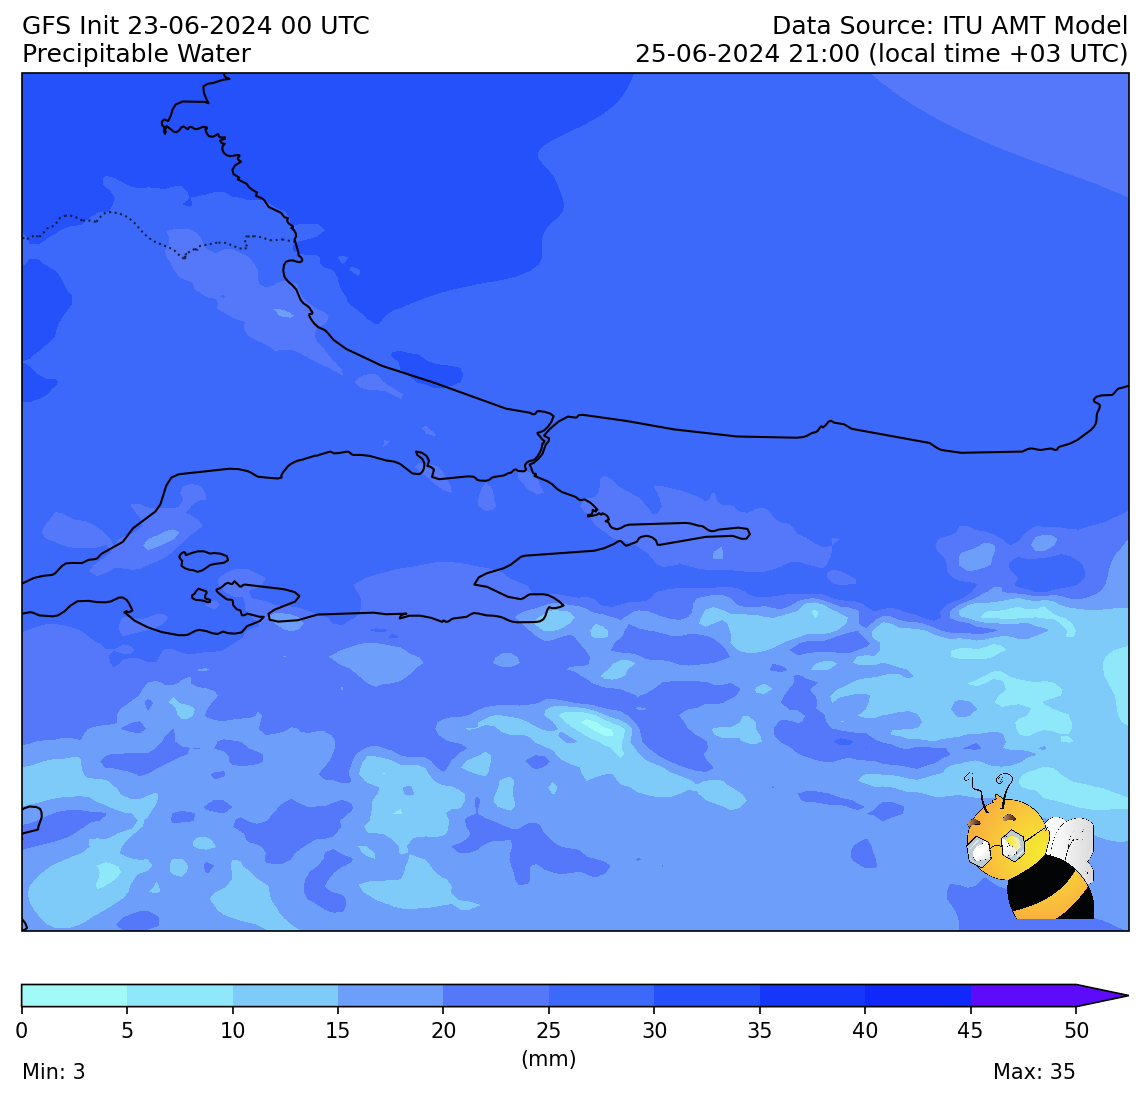 GFS Init 23-06-2024 00 UTC
Data Source: ITU AMT Model
Precipitable Water
25-06-2024 21:00 (local time +03 UTC)
0 5 10 15 20 25 30 35 40 45 50
(mm)
Min: 3
Max: 35